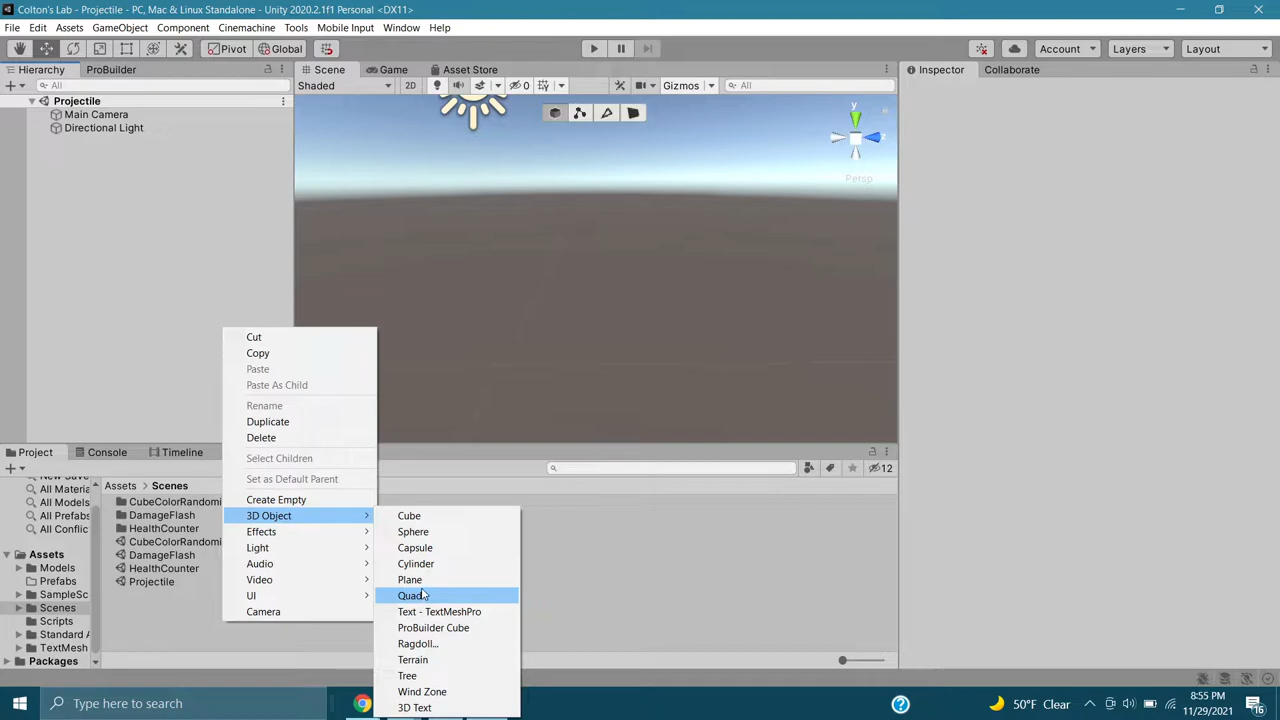 Colton's Lab - Projectile - PC, Mac & Linux Standalone - Unity 2020.2.1f1 Personal <DX11>
File Edit Assets GameObject Component Cinemachine Tools Mobile Input Window Help
Pivot Global Account Layers Layout
Hierarchy ProBuilder Scene Game Asset Store Inspector Collaborate
All Shaded 2D 0 Gizmos All
Projectile
Main Camera
Directional Light
y
z
Persp
Cut
Copy
Paste
Paste As Child
Rename
Duplicate
Delete
Select Children
Set as Default Parent
Create Empty
3D Object
Effects
Light
Audio
Video
UI
Camera
Cube
Sphere
Capsule
Cylinder
Plane
Quad
Text - TextMeshPro
ProBuilder Cube
Ragdoll...
Terrain
Tree
Wind Zone
3D Text
Project Console Timeline
12
All Materia
All Models
All Prefabs
All Conflic
Assets
Models
Prefabs
SampleSc
Scenes
Scripts
Standard A
TextMesh
Packages
Assets Scenes
CubeColorRandomi
DamageFlash
HealthCounter
CubeColorRandomi
DamageFlash
HealthCounter
Projectile
Type here to search
50°F Clear
8:55 PM
11/29/2021
16